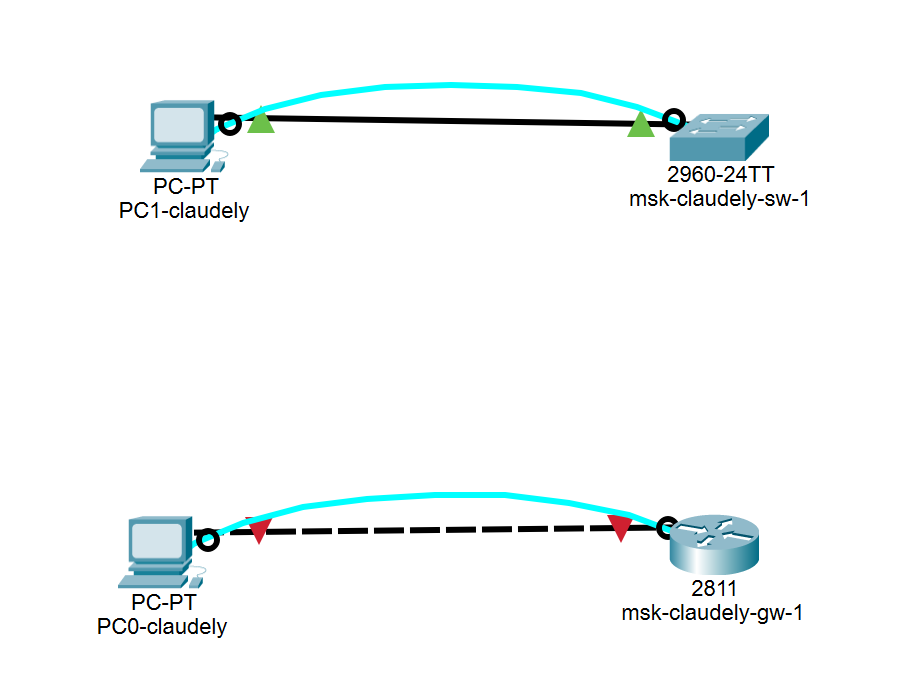 PC-PT
PC1-claudely
2960-24TT
msk-claudely-sw-1
PC-PT
PC0-claudely
2811
msk-claudely-gw-1